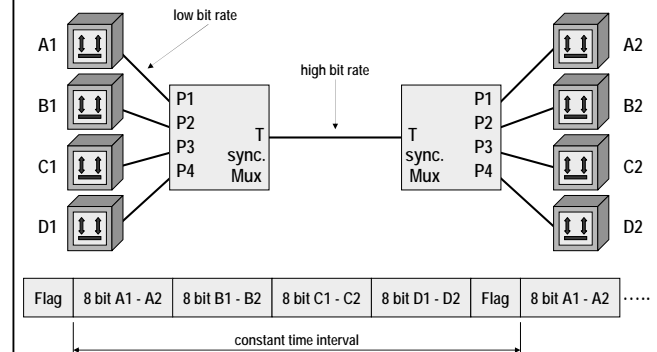 low bit rate
A1
A2
high bit rate
B1
P1
P1
B2
P2
P2
T
T
C1
P3
sync.
sync.
P3
C2
P4
Mux
Mux
P4
D1
D2
Flag 8 bit A1 - A2 8 bit B1 - B2 8 bit C1 - C2 8 bit D1 - D2 Flag 8 bit A1 - A2 .....
constant time interval